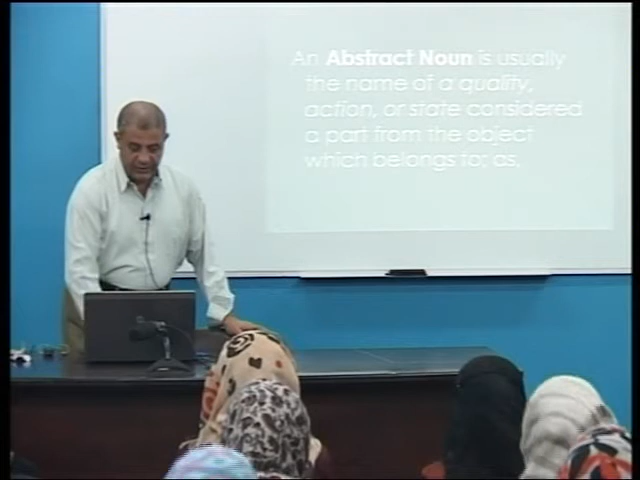 An Abstract Noun is usually
the name of a quality,
action, or state considered
a part from the object
which belongs to; as,